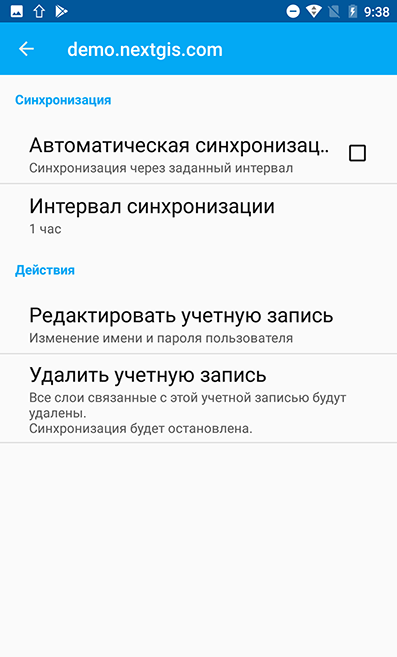 9:38
demo.nextgis.com
Синхронизация
Автоматическая синхронизац..
Синхронизация через заданный интервал
Интервал синхронизации
1 час
Действия
Редактировать учетную запись
Изменение имени и пароля пользователя
Удалить учетную запись
Все слои связанные с этой учетной записью будут
удалены.
Синхронизация будет остановлена.